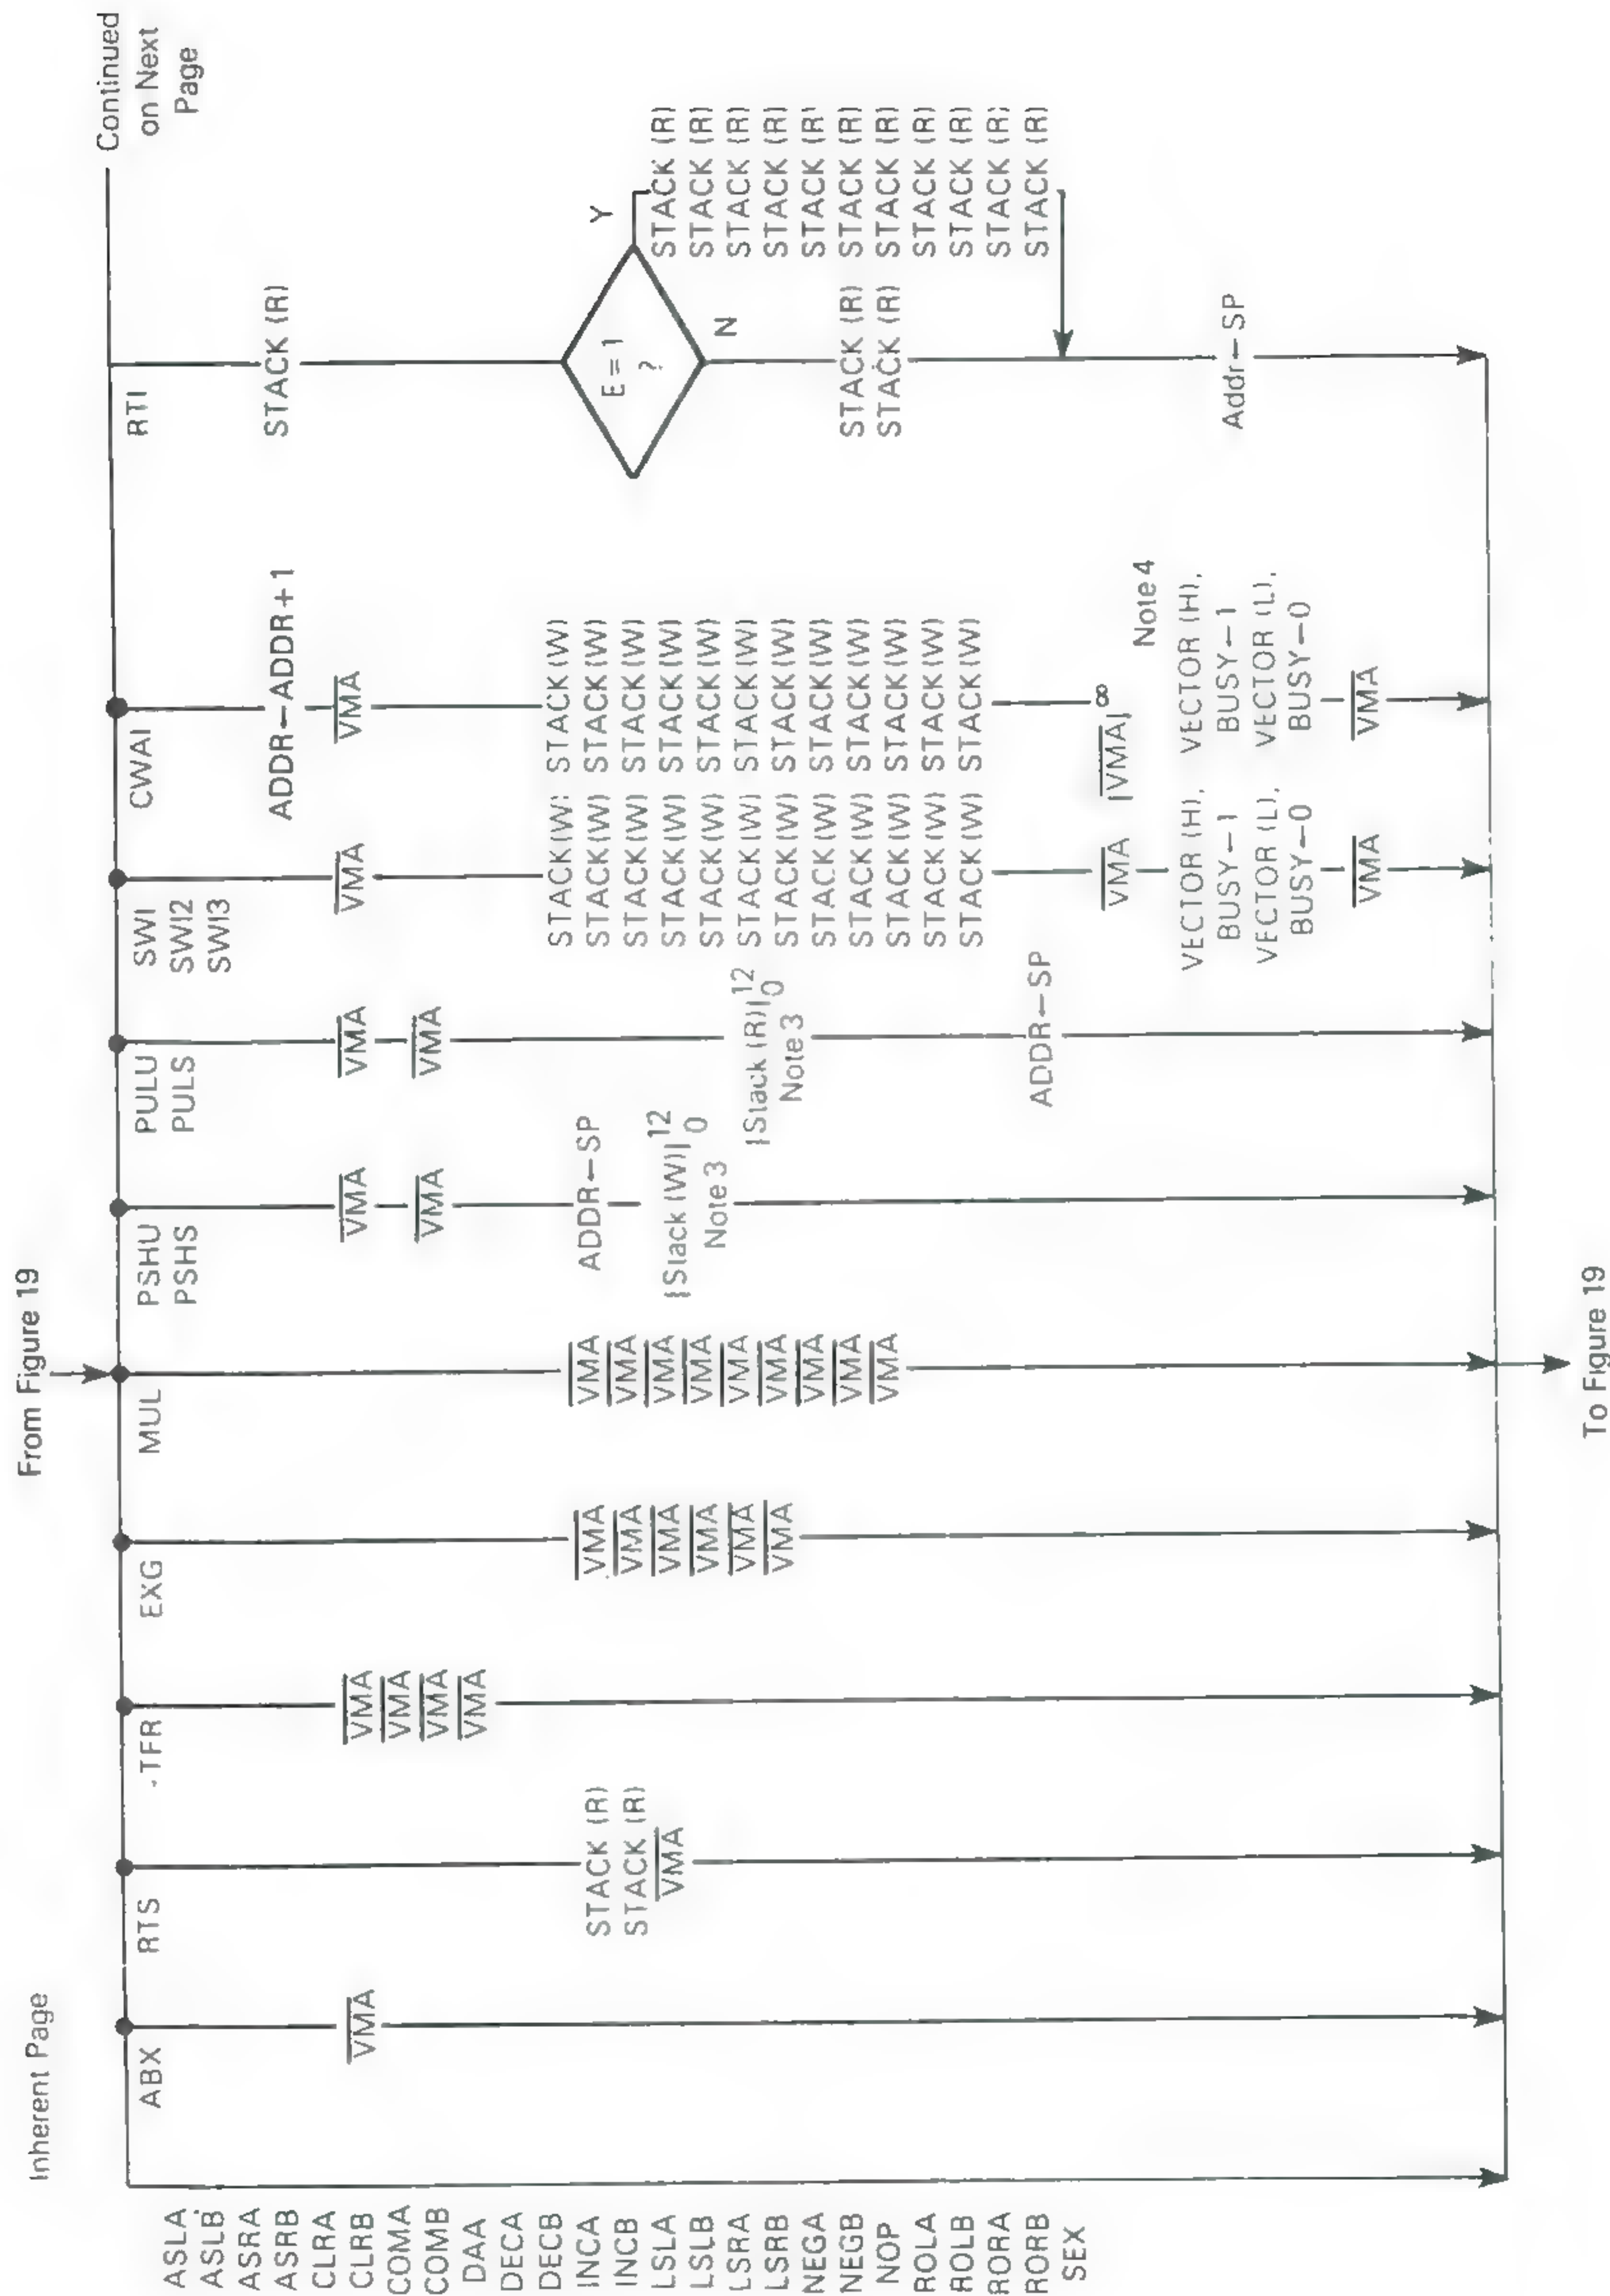 Inherent Page
From Figure 19
Continued
on Next
Page
ASLA
ASLB
ASRA
ASRB
CLRA
CLRB
COMA
COMB
DAA
DECA
DECB
INCA
INCB
LSLA
LSLB
LSRA
LSRB
NEGA
NEGB
NOP
ROLA
ROLB
RORA
RORB
SEX
ABX
VMA
RTS
STACK (R)
STACK (R)
VMA
TFR
VMA
VMA
VMA
VMA
EXG
VMA
VMA
VMA
VMA
VMA
VMA
MUL
VMA
VMA
VMA
VMA
VMA
VMA
VMA
VMA
VMA
PSHU
PSHS
VMA
VMA
ADDR←SP
{Stack (W)} 12 0
Note 3
PULU
PULS
VMA
VMA
{Stack (R)} 12 0
Note 3
ADDR←SP
SWI
SWI2
SWI3
VMA
STACK(W)
STACK(W)
STACK(W)
STACK(W)
STACK(W)
STACK(W)
STACK(W)
STACK(W)
STACK(W)
STACK(W)
STACK(W)
STACK(W)
VMA
VECTOR (H),
BUSY←1
VECTOR (L),
BUSY←0
VMA
CWAI
ADDR←ADDR+1
VMA
STACK(W)
STACK(W)
STACK(W)
STACK(W)
STACK(W)
STACK(W)
STACK(W)
STACK(W)
STACK(W)
STACK(W)
STACK(W)
STACK(W)
{VMA} ∞
Note 4
VECTOR (H),
BUSY←1
VECTOR (L),
BUSY←0
VMA
RTI
STACK (R)
E = 1
?
Y
STACK (R)
STACK (R)
STACK (R)
STACK (R)
STACK (R)
STACK (R)
STACK (R)
STACK (R)
STACK (R)
STACK (R)
STACK (R)
N
STACK (R)
STACK (R)
Addr←SP
To Figure 19